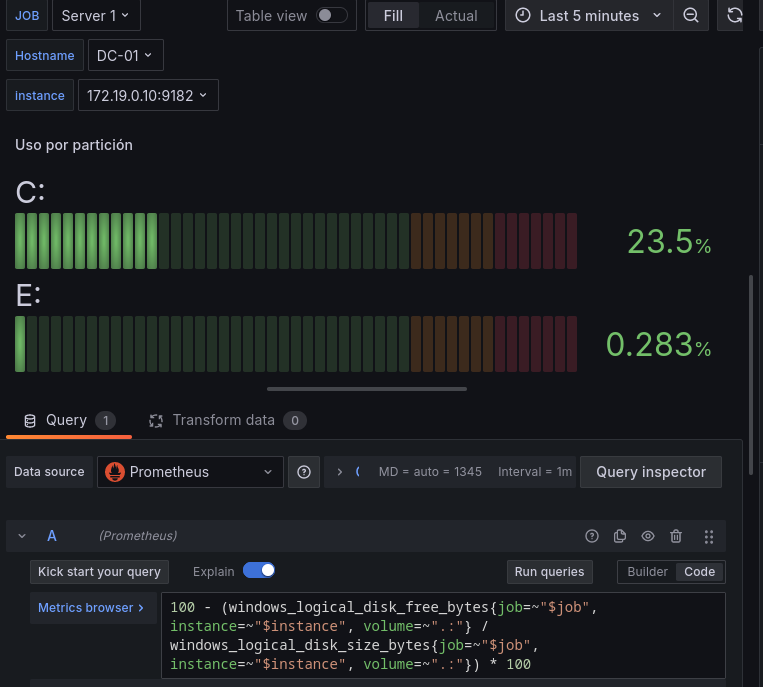 JOB Server 1 Table view Fill Actual Last 5 minutes
Hostname DC-01
instance 172.19.0.10:9182
Uso por partición
C:
23.5%
E:
0.283%
Query 1 Transform data 0
Data source Prometheus MD = auto = 1345 Interval = 1m Query inspector
A (Prometheus)
Kick start your query Explain Run queries Builder Code
Metrics browser > 100 - (windows_logical_disk_free_bytes{job=~"$job",
instance=~"$instance", volume=~".:"} /
windows_logical_disk_size_bytes{job=~"$job",
instance=~"$instance", volume=~".:"}) * 100